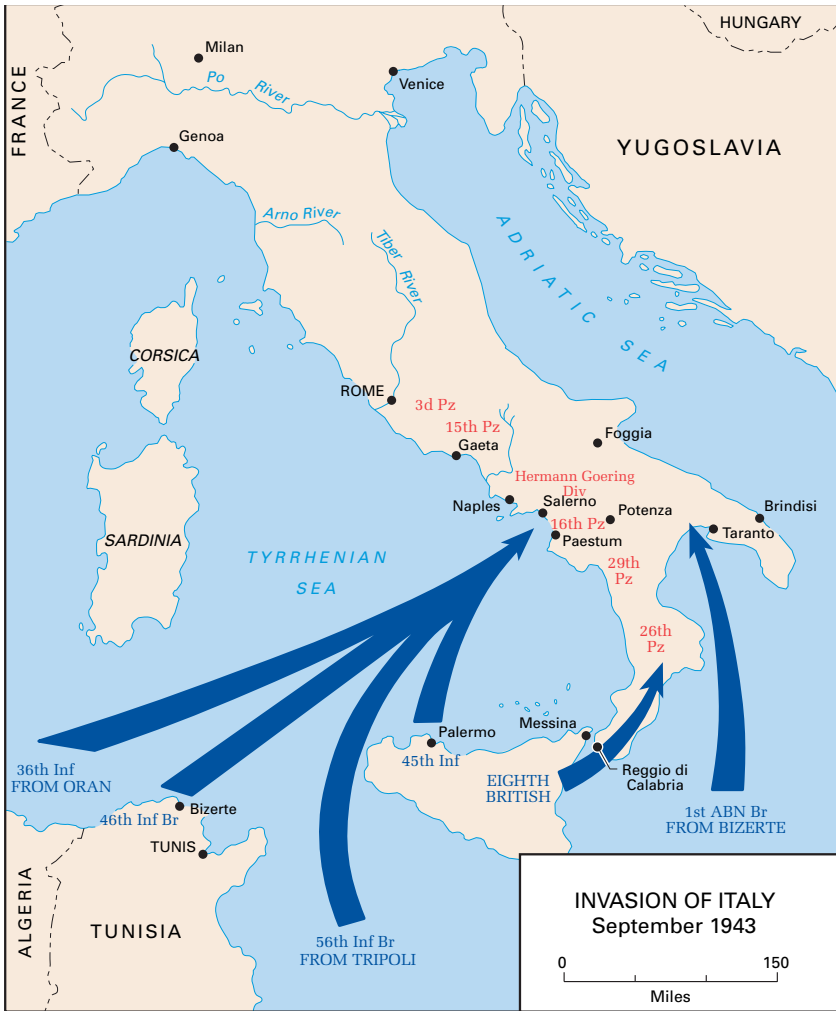 HUNGARY
Milan
Po
River
Venice
FRANCE
Genoa
YUGOSLAVIA
Arno River
Tiber
River
ADRIATIC SEA
CORSICA
ROME
3d Pz
15th Pz
Gaeta
Foggia
Hermann Goering
Div
Naples
Salerno
Potenza
Brindisi
16th Pz
Taranto
Paestum
SARDINIA
TYRRHENIAN
SEA
29th
Pz
26th
Pz
Messina
Palermo
45th Inf
Reggio di
Calabria
36th Inf
FROM ORAN
EIGHTH
BRITISH
46th Inf Br
Bizerte
1st ABN Br
FROM BIZERTE
TUNIS
ALGERIA
TUNISIA
56th Inf Br
FROM TRIPOLI
INVASION OF ITALY
September 1943
0 150
Miles